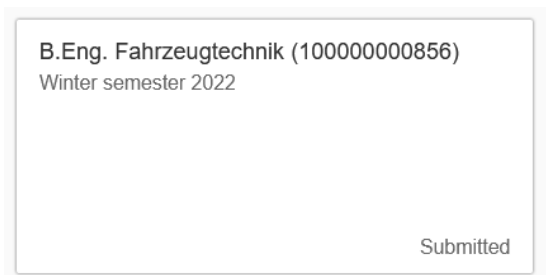 B.Eng. Fahrzeugtechnik (100000000856)
Winter semester 2022
Submitted